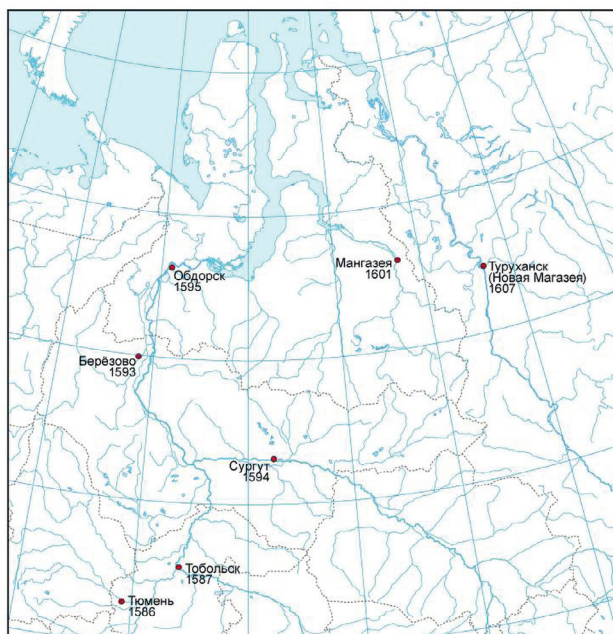 Мангазея
1601
Туруханск
(Новая Магазея)
1607
Обдорск
1595
Берёзово
1593
Сургут
1594
Тобольск
1587
Тюмень
1586